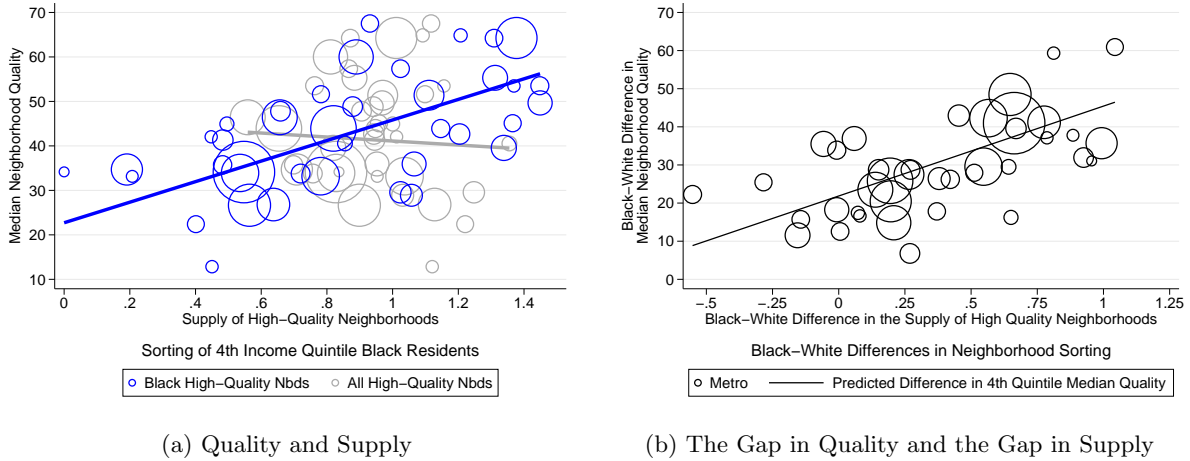 70
60
50
40
30
20
10
Median Neighborhood Quality
0 .2 .4 .6 .8 1 1.2 1.4
Supply of High−Quality Neighborhoods
Sorting of 4th Income Quintile Black Residents
Black High−Quality Nbds All High−Quality Nbds
(a) Quality and Supply
70
60
50
40
30
20
10
0
Black−White Difference in
Median Neighborhood Quality
−.5 −.25 0 .25 .5 .75 1 1.25
Black−White Difference in the Supply of High Quality Neighborhoods
Black−White Differences in Neighborhood Sorting
Metro Predicted Difference in 4th Quintile Median Quality
(b) The Gap in Quality and the Gap in Supply